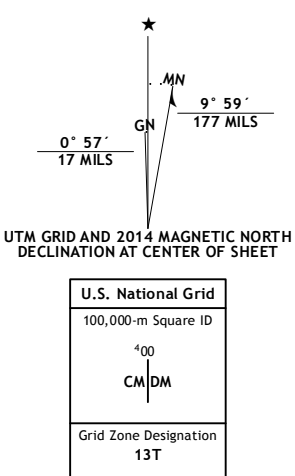 ★
MN
GN
9° 59´
177 MILS
0° 57´
17 MILS
UTM GRID AND 2014 MAGNETIC NORTH
DECLINATION AT CENTER OF SHEET
U.S. National Grid
100,000-m Square ID
⁴00
CM DM
Grid Zone Designation
13T